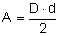 A = D · d / 2